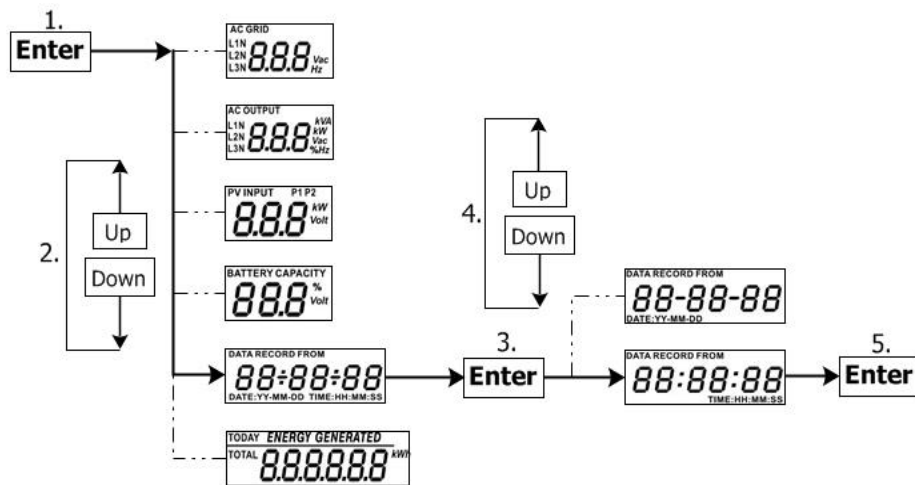 1.
Enter
AC GRID
L1N
L2N
L3N
8.8.8
Vac
Hz
AC OUTPUT
L1N
L2N
L3N
8.8.8
kVA
kW
Vac
%Hz
2.
Up
Down
PV INPUT P1 P2
8.8.8
kW
Volt
BATTERY CAPACITY
8.8.8
%
Volt
DATA RECORD FROM
88÷88÷88
DATE:YY-MM-DD TIME:HH:MM:SS
TODAY ENERGY GENERATED
TOTAL
8.8.8.8.8.8
kWh
3.
Enter
4.
Up
Down
DATA RECORD FROM
88-88-88
DATE:YY-MM-DD
DATA RECORD FROM
88:88:88
TIME:HH:MM:SS
5.
Enter